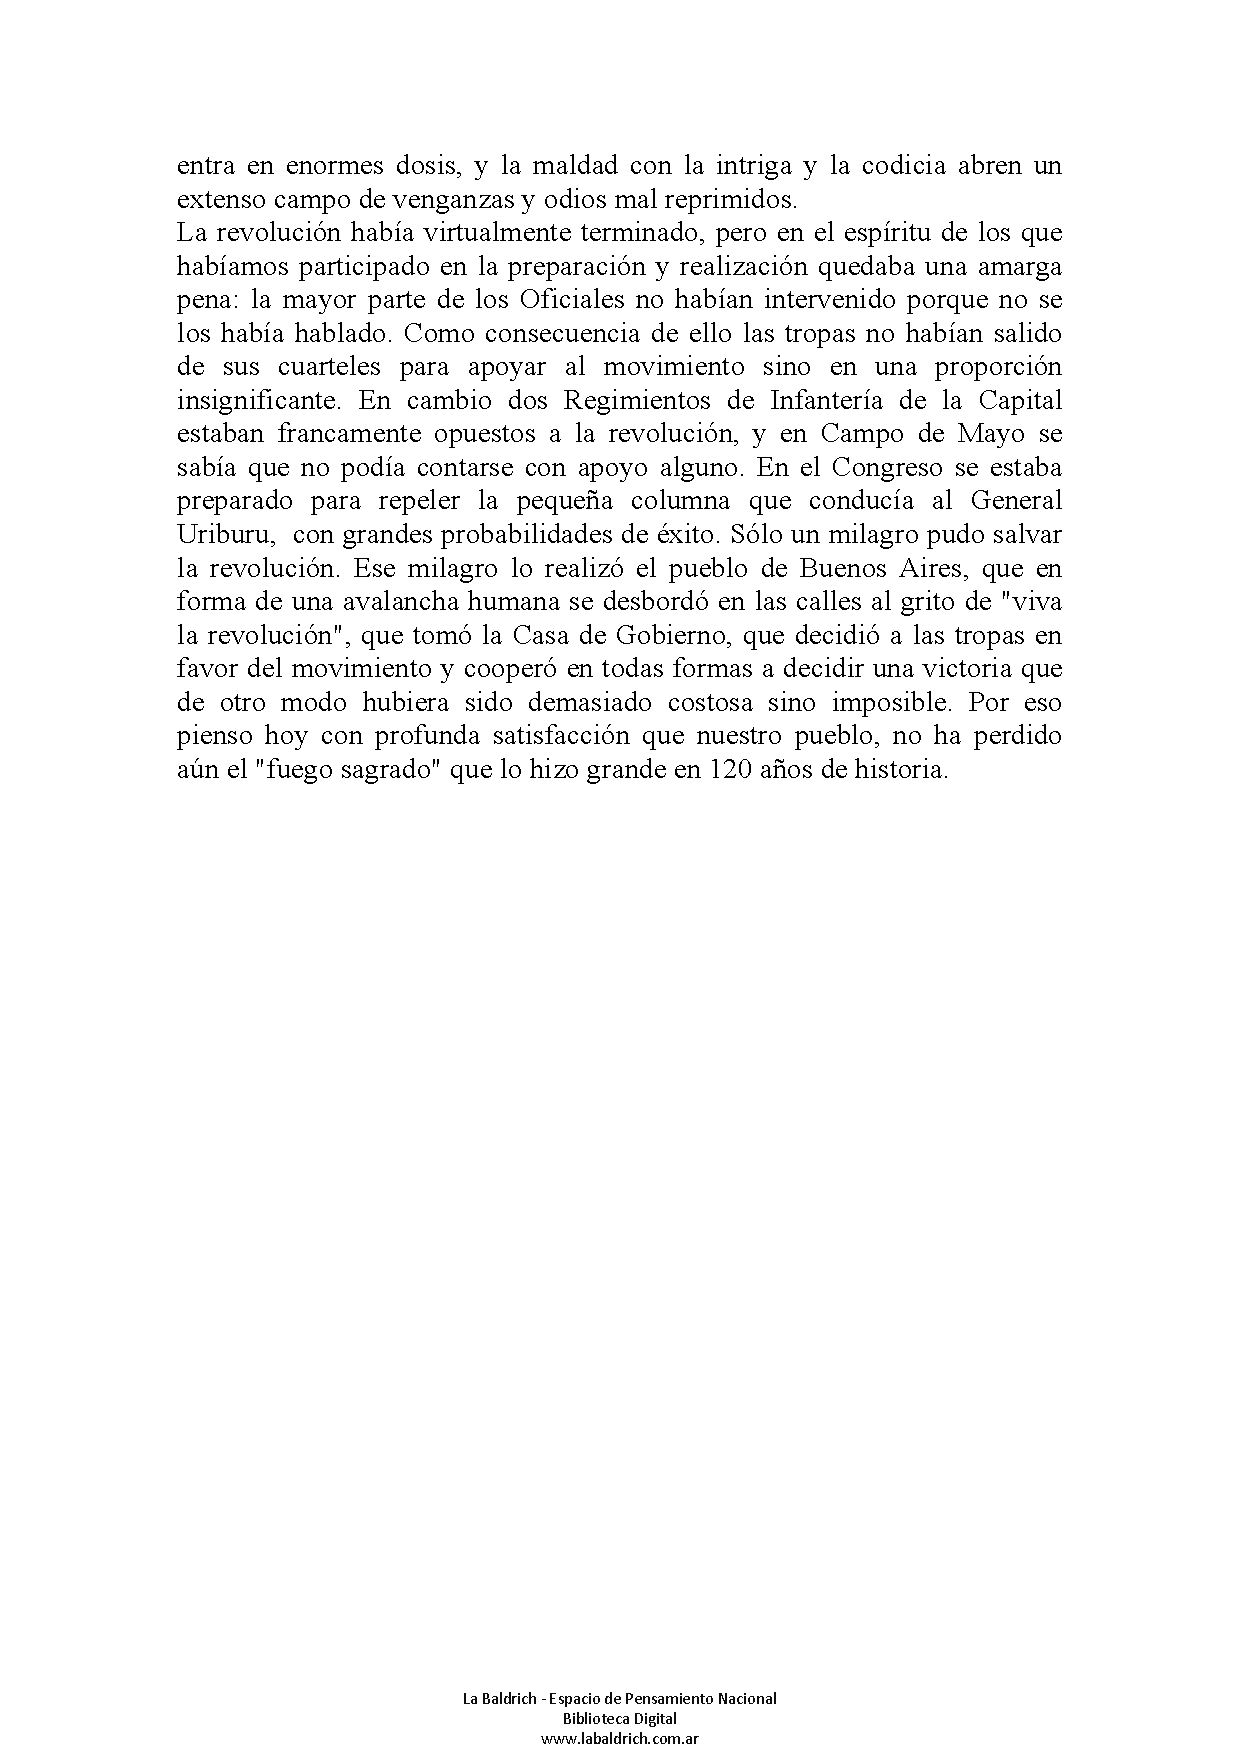 entra en enormes dosis, y la maldad con la intriga y la codicia abren un
extenso campo de venganzas y odios mal reprimidos.
La revolución había virtualmente terminado, pero en el espíritu de los que
habíamos participado en la preparación y realización quedaba una amarga
pena: la mayor parte de los Oficiales no habían intervenido porque no se
los había hablado. Como consecuencia de ello las tropas no habían salido
de sus cuarteles para apoyar al movimiento sino en una proporción
insignificante. En cambio dos Regimientos de Infantería de la Capital
estaban francamente opuestos a la revolución, y en Campo de Mayo se
sabía que no podía contarse con apoyo alguno. En el Congreso se estaba
preparado para repeler la pequeña columna que conducía al General
Uriburu,  con grandes probabilidades de éxito. Sólo un milagro pudo salvar
la revolución. Ese milagro lo realizó el pueblo de Buenos Aires, que en
forma de una avalancha humana se desbordó en las calles al grito de "viva
la revolución", que tomó la Casa de Gobierno, que decidió a las tropas en
favor del movimiento y cooperó en todas formas a decidir una victoria que
de otro modo hubiera sido demasiado costosa sino imposible. Por eso
pienso hoy con profunda satisfacción que nuestro pueblo, no ha perdido
aún el "fuego sagrado" que lo hizo grande en 120 años de historia.
La Baldrich - Espacio de Pensamiento Nacional
Biblioteca Digital
www.labaldrich.com.ar